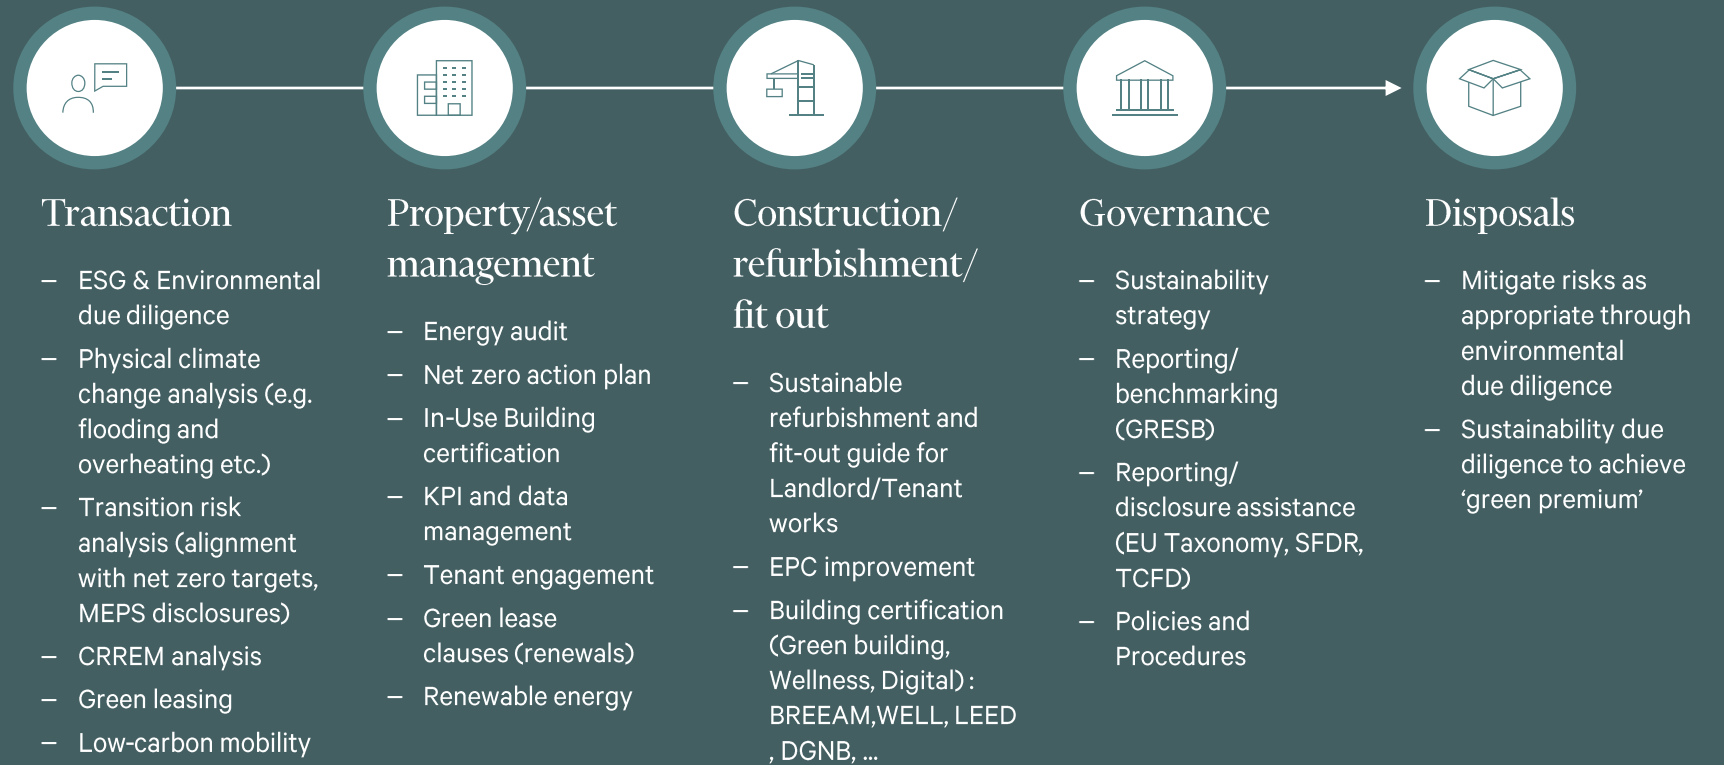 Transaction
– ESG & Environmental
due diligence
– Physical climate
change analysis (e.g.
flooding and
overheating etc.)
– Transition risk
analysis (alignment
with net zero targets,
MEPS disclosures)
– CRREM analysis
– Green leasing
– Low-carbon mobility
Property/asset
management
– Energy audit
– Net zero action plan
– In-Use Building
certification
– KPI and data
management
– Tenant engagement
– Green lease
clauses (renewals)
– Renewable energy
Construction/
refurbishment/
fit out
– Sustainable
refurbishment and
fit-out guide for
Landlord/Tenant
works
– EPC improvement
– Building certification
(Green building,
Wellness, Digital) :
BREEAM,WELL, LEED
, DGNB, ...
Governance
– Sustainability
strategy
– Reporting/
benchmarking
(GRESB)
– Reporting/
disclosure assistance
(EU Taxonomy, SFDR,
TCFD)
– Policies and
Procedures
Disposals
– Mitigate risks as
appropriate through
environmental
due diligence
– Sustainability due
diligence to achieve
‘green premium’